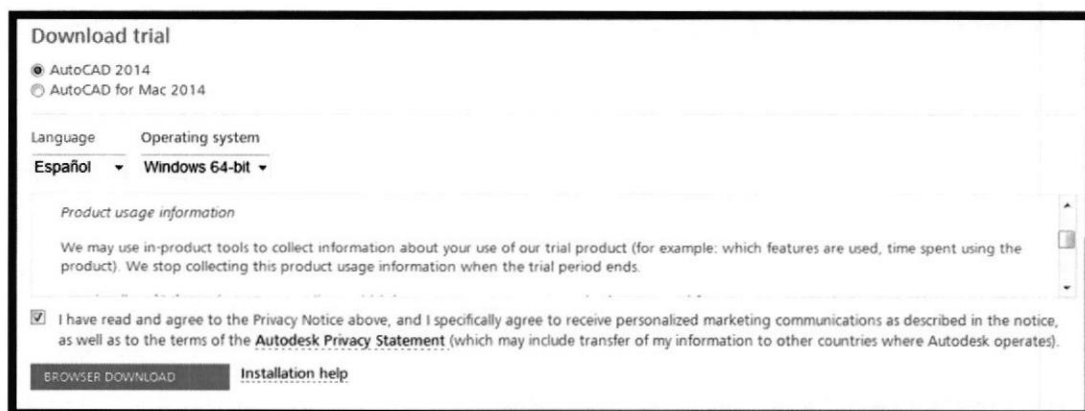 Download trial
AutoCAD 2014
AutoCAD for Mac 2014
Language Operating system
Español Windows 64-bit
Product usage information
We may use in-product tools to collect information about your use of our trial product (for example: which features are used, time spent using the
product). We stop collecting this product usage information when the trial period ends.
I have read and agree to the Privacy Notice above, and I specifically agree to receive personalized marketing communications as described in the notice,
as well as to the terms of the Autodesk Privacy Statement (which may include transfer of my information to other countries where Autodesk operates).
BROWSER DOWNLOAD Installation help